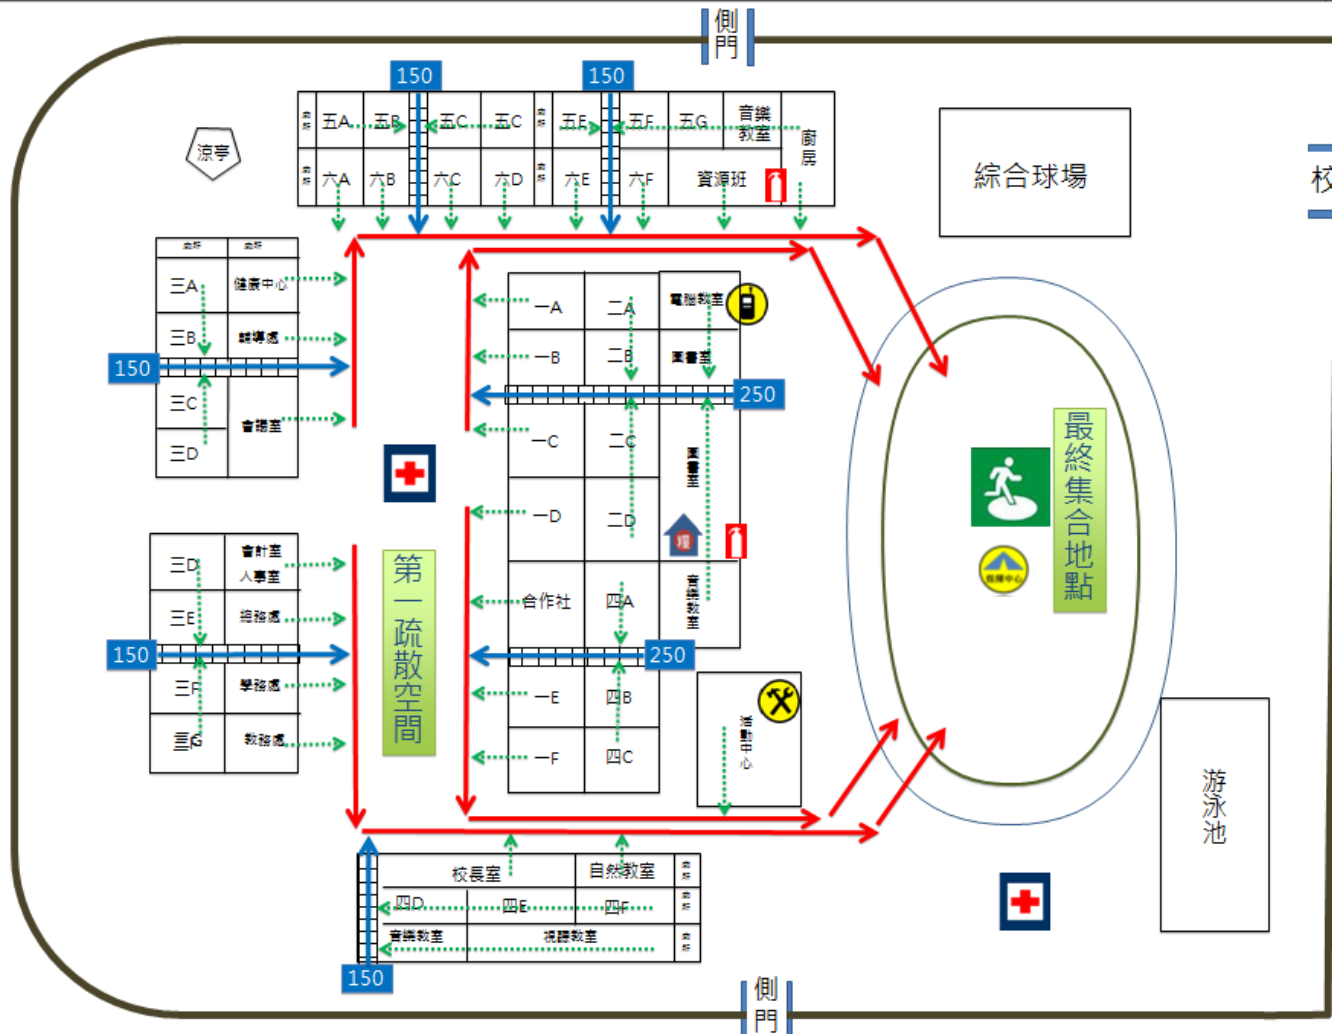 側門
150
150
五A
五B
五C
五C
五E
五F
五G
音樂教室
廚房
六A
六B
六C
六D
六E
六F
資源班
涼亭
綜合球場
校
三A
健康中心
三B
輔導處
150
三C
會議室
三D
一A
二A
電腦教室
一B
二B
圖書室
250
一C
二C
圖書室
一D
二D
糧
合作社
四A
音樂教室
250
一E
四B
一F
四C
活動中心
第一疏散空間
最終集合地點
指揮中心
三D
會計室
人事室
三E
總務處
150
三F
學務處
三G
教務處
游泳池
校長室
自然教室
四D
四E
四F
音樂教室
視聽教室
150
側門